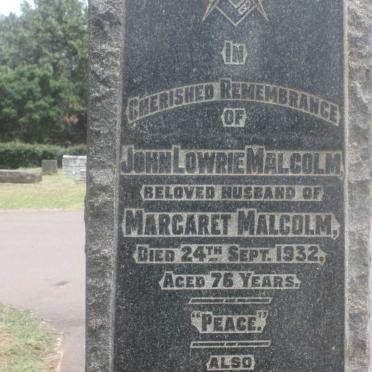 IN
CHERISHED REMEMBRANCE
OF
JOHN LOWRIE MALCOLM,
BELOVED HUSBAND OF
MARGARET MALCOLM,
DIED 24TH SEPT. 1932,
AGED 76 YEARS.
"PEACE."
ALSO